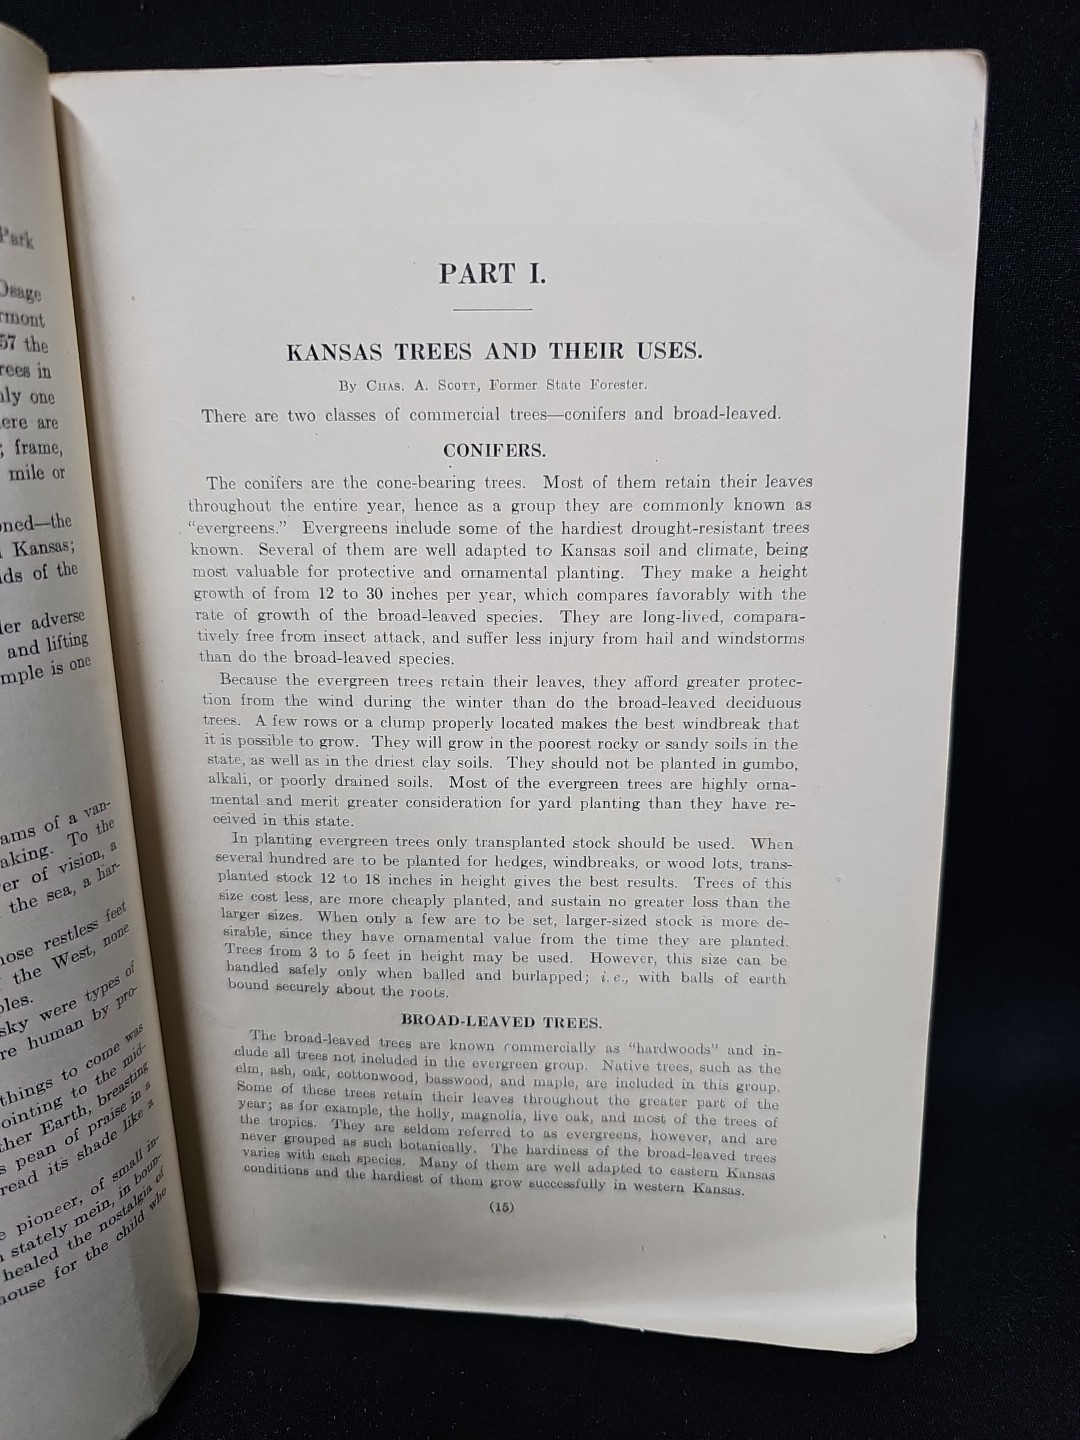 Park
Osage
rmont
57 the
rees in
nly one
ere are
; frame,
mile or
oned—the
Kansas;
ds of the
ler adverse
and lifting
mple is one
ams of a van-
aking. To the
er of vision, a
the sea, a har-
hose restless feet
the West, none
ples.
sky were types of
re human by pro-
things to come was
ointing to the mid-
ther Earth, breasting
s pean of praise in a
read its shade like a
e pioneer, of small in-
stately mein, in boun-
healed the nostalgia of
house for the child who
PART I.
KANSAS TREES AND THEIR USES.
By CHAS. A. SCOTT, Former State Forester.
There are two classes of commercial trees—conifers and broad-leaved.
CONIFERS.
The conifers are the cone-bearing trees. Most of them retain their leaves
throughout the entire year, hence as a group they are commonly known as
"evergreens." Evergreens include some of the hardiest drought-resistant trees
known. Several of them are well adapted to Kansas soil and climate, being
most valuable for protective and ornamental planting. They make a height
growth of from 12 to 30 inches per year, which compares favorably with the
rate of growth of the broad-leaved species. They are long-lived, compara-
tively free from insect attack, and suffer less injury from hail and windstorms
than do the broad-leaved species.
Because the evergreen trees retain their leaves, they afford greater protec-
tion from the wind during the winter than do the broad-leaved deciduous
trees. A few rows or a clump properly located makes the best windbreak that
it is possible to grow. They will grow in the poorest rocky or sandy soils in the
state, as well as in the driest clay soils. They should not be planted in gumbo,
alkali, or poorly drained soils. Most of the evergreen trees are highly orna-
mental and merit greater consideration for yard planting than they have re-
ceived in this state.
In planting evergreen trees only transplanted stock should be used. When
several hundred are to be planted for hedges, windbreaks, or wood lots, trans-
planted stock 12 to 18 inches in height gives the best results. Trees of this
size cost less, are more cheaply planted, and sustain no greater loss than the
larger sizes. When only a few are to be set, larger-sized stock is more de-
sirable, since they have ornamental value from the time they are planted.
Trees from 3 to 5 feet in height may be used. However, this size can be
handled safely only when balled and burlapped; i. e., with balls of earth
bound securely about the roots.
BROAD-LEAVED TREES.
The broad-leaved trees are known commercially as "hardwoods" and in-
clude all trees not included in the evergreen group. Native trees, such as the
elm, ash, oak, cottonwood, basswood, and maple, are included in this group.
Some of these trees retain their leaves throughout the greater part of the
year; as for example, the holly, magnolia, live oak, and most of the trees of
the tropics. They are seldom referred to as evergreens, however, and are
never grouped as such botanically. The hardiness of the broad-leaved trees
varies with each species. Many of them are well adapted to eastern Kansas
conditions and the hardiest of them grow successfully in western Kansas.
(15)